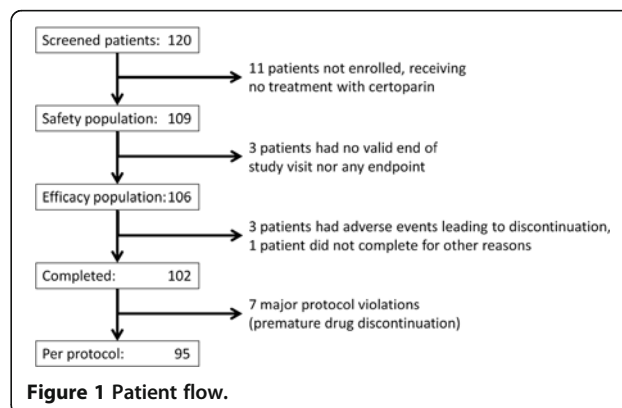 Screened patients: 120
11 patients not enrolled, receiving
no treatment with certoparin
Safety population: 109
3 patients had no valid end of
study visit nor any endpoint
Efficacy population: 106
3 patients had adverse events leading to discontinuation,
1 patient did not complete for other reasons
Completed: 102
7 major protocol violations
(premature drug discontinuation)
Per protocol: 95
Figure 1 Patient flow.